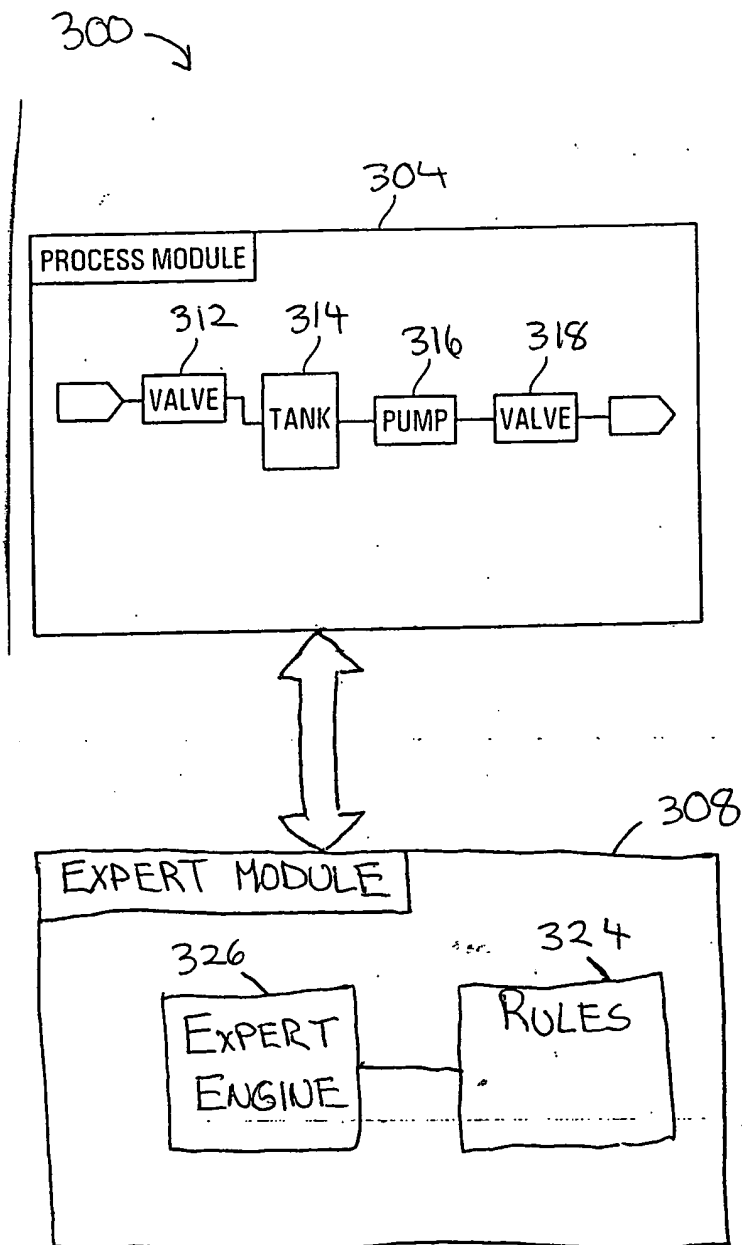 300
304
PROCESS MODULE
312 314 316 318
VALVE TANK PUMP VALVE
308
EXPERT MODULE
326 324
EXPERT
ENGINE
RULES